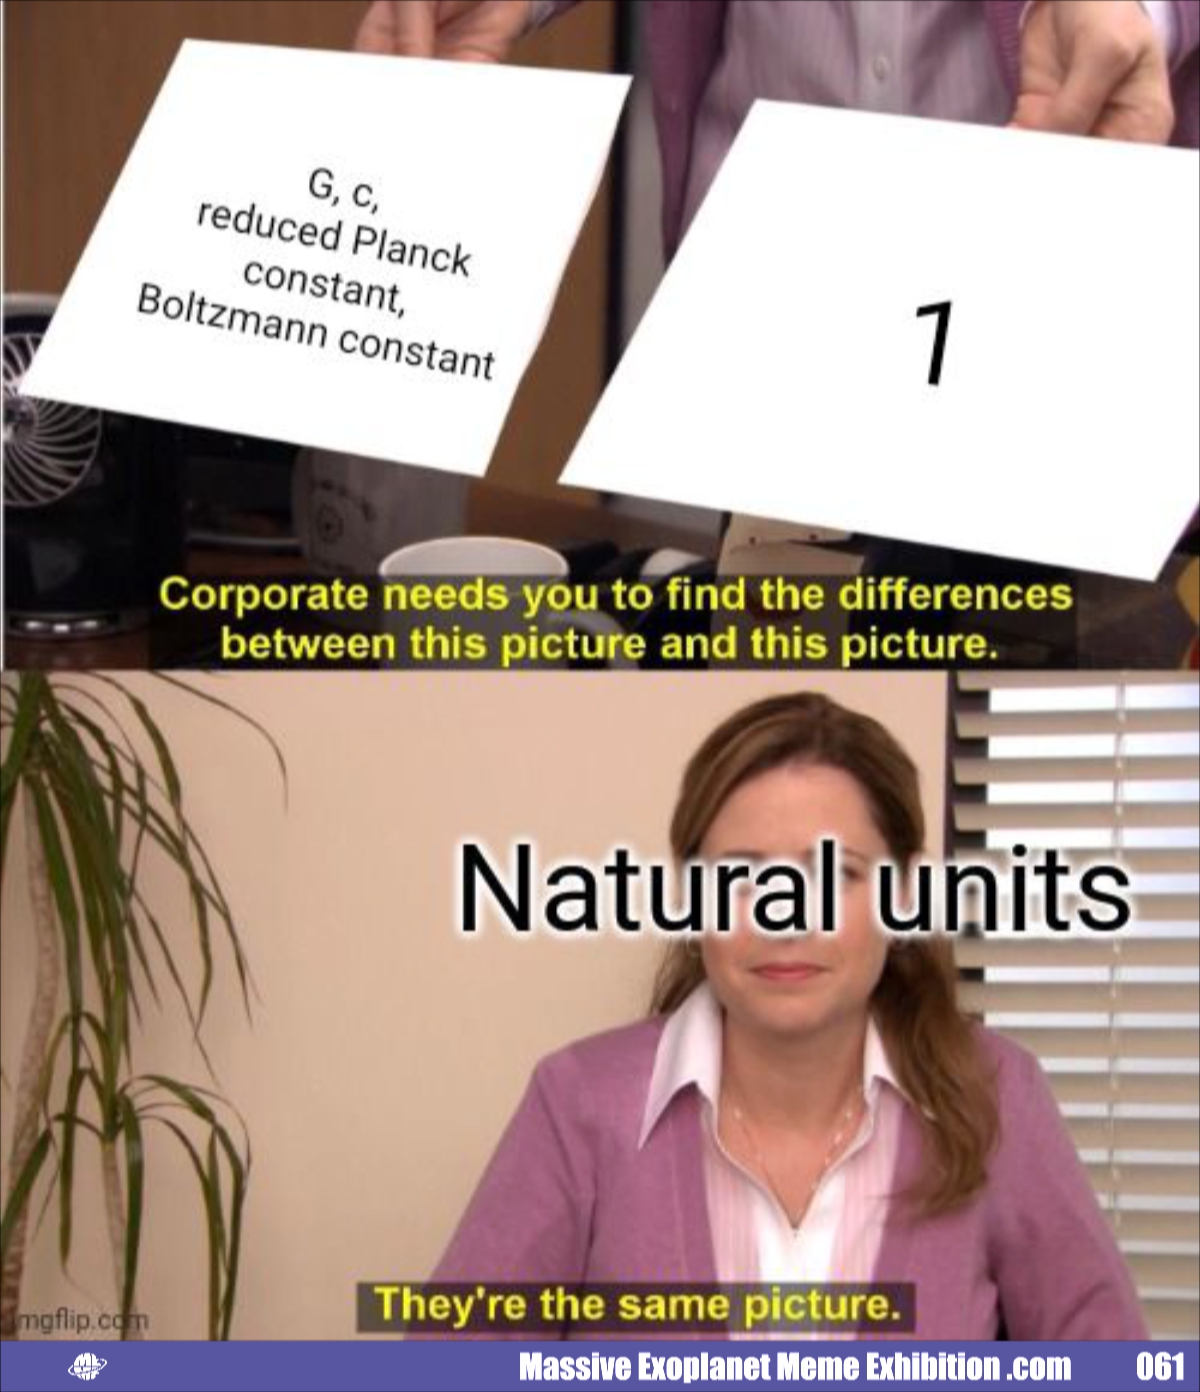 G, c,
reduced Planck
constant,
Boltzmann constant
1
Corporate needs you to find the differences
between this picture and this picture.
Natural units
They're the same picture.
imgflip.com
Massive Exoplanet Meme Exhibition .com 061